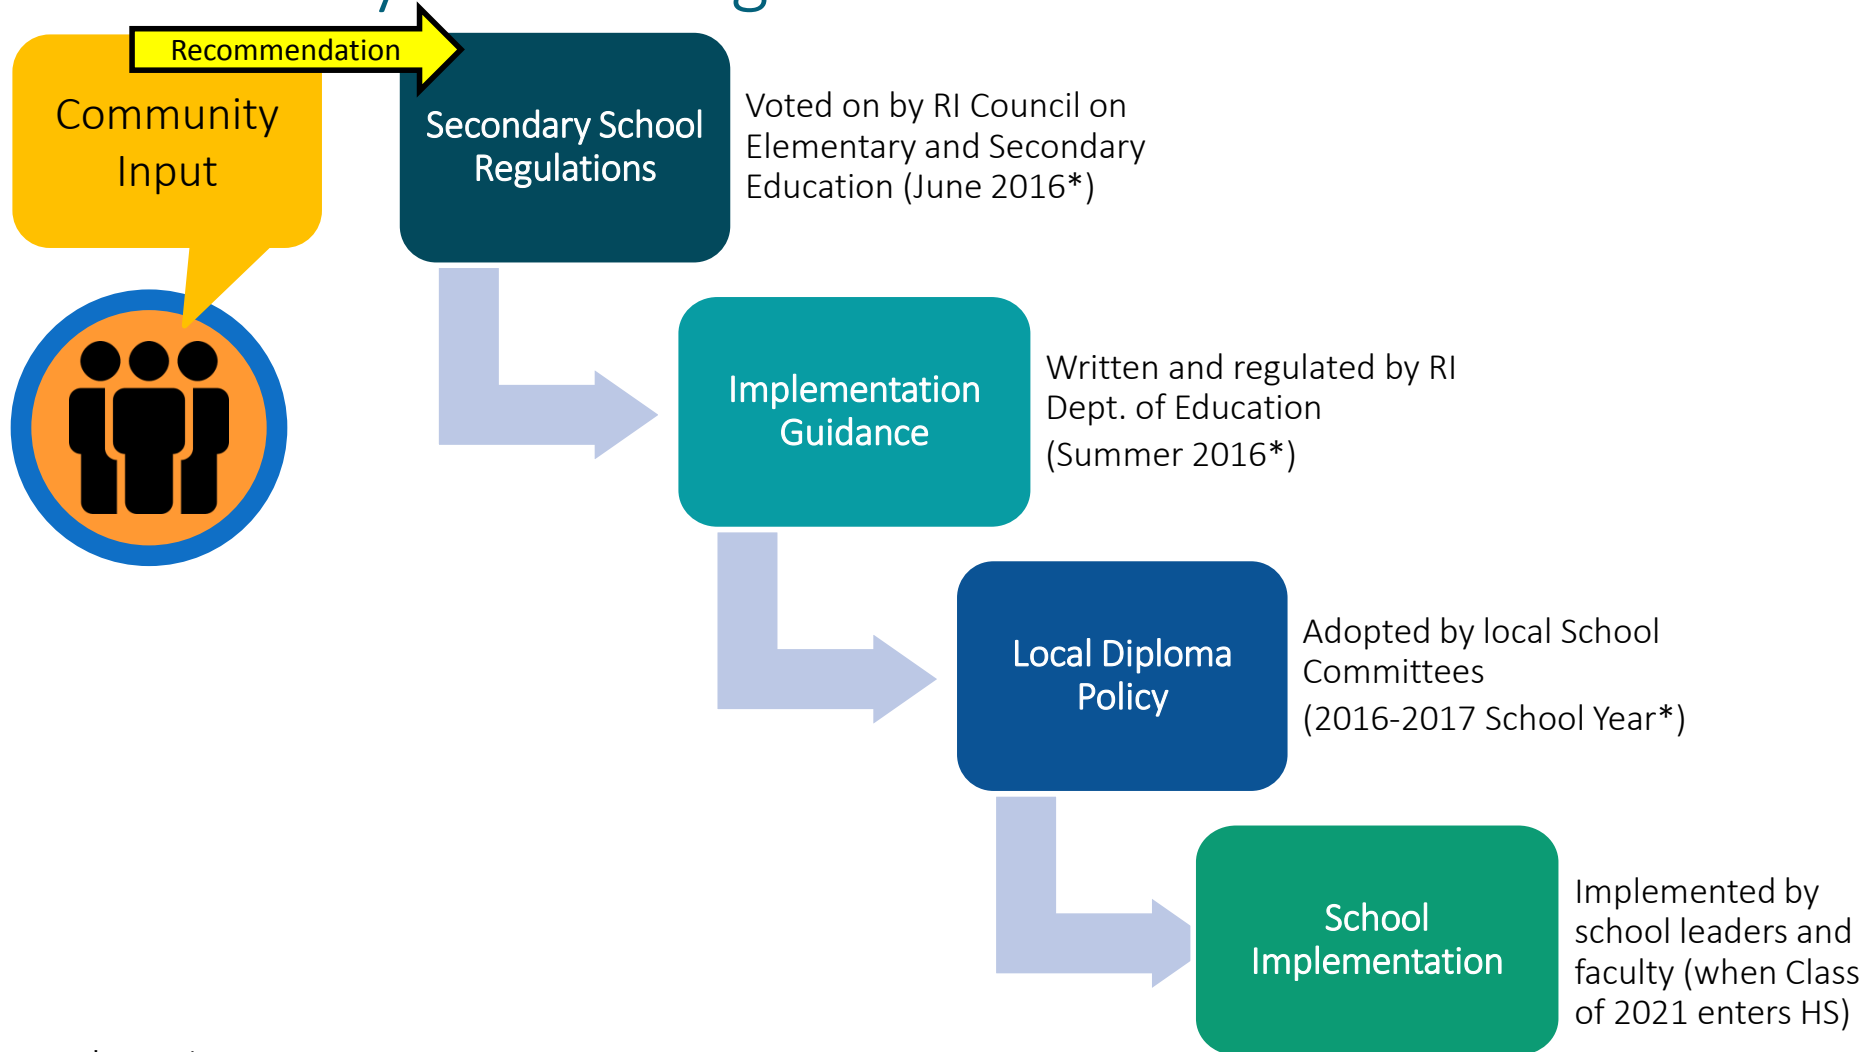 Recommendation
Community
Input
Secondary School
Regulations
Voted on by RI Council on
Elementary and Secondary
Education (June 2016*)
Implementation
Guidance
Written and regulated by RI
Dept. of Education
(Summer 2016*)
Local Diploma
Policy
Adopted by local School
Committees
(2016-2017 School Year*)
School
Implementation
Implemented by
school leaders and
faculty (when Class
of 2021 enters HS)